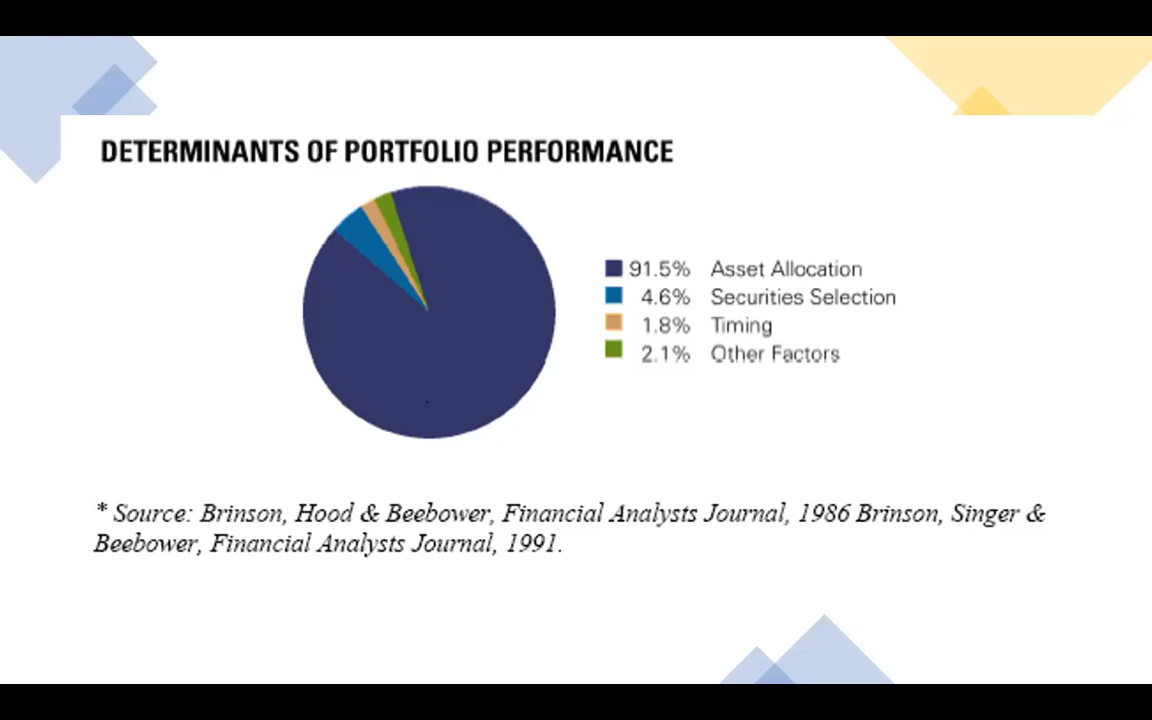 DETERMINANTS OF PORTFOLIO PERFORMANCE
91.5% Asset Allocation
4.6% Securities Selection
1.8% Timing
2.1% Other Factors
* Source: Brinson, Hood & Beebower, Financial Analysts Journal, 1986 Brinson, Singer &
Beebower, Financial Analysts Journal, 1991.